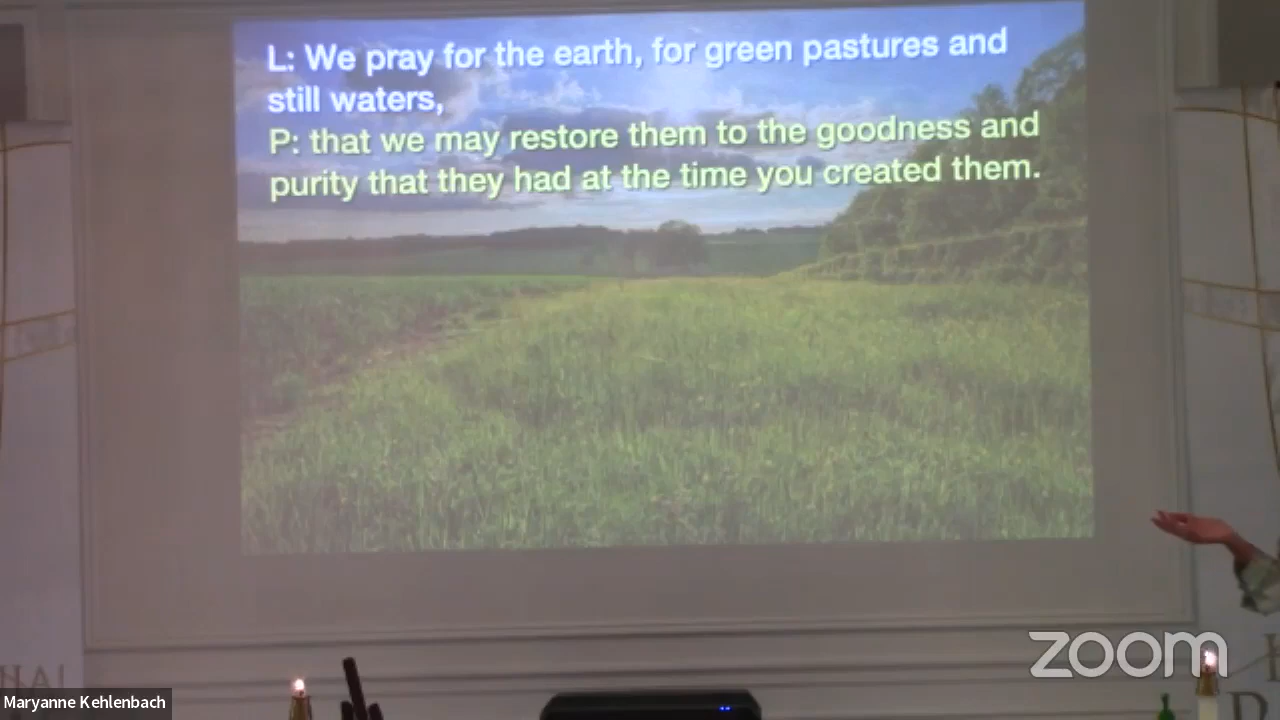 L: We pray for the earth, for green pastures and
still waters,
P: that we may restore them to the goodness and
purity that they had at the time you created them.
zoom
Maryanne Kehlenbach